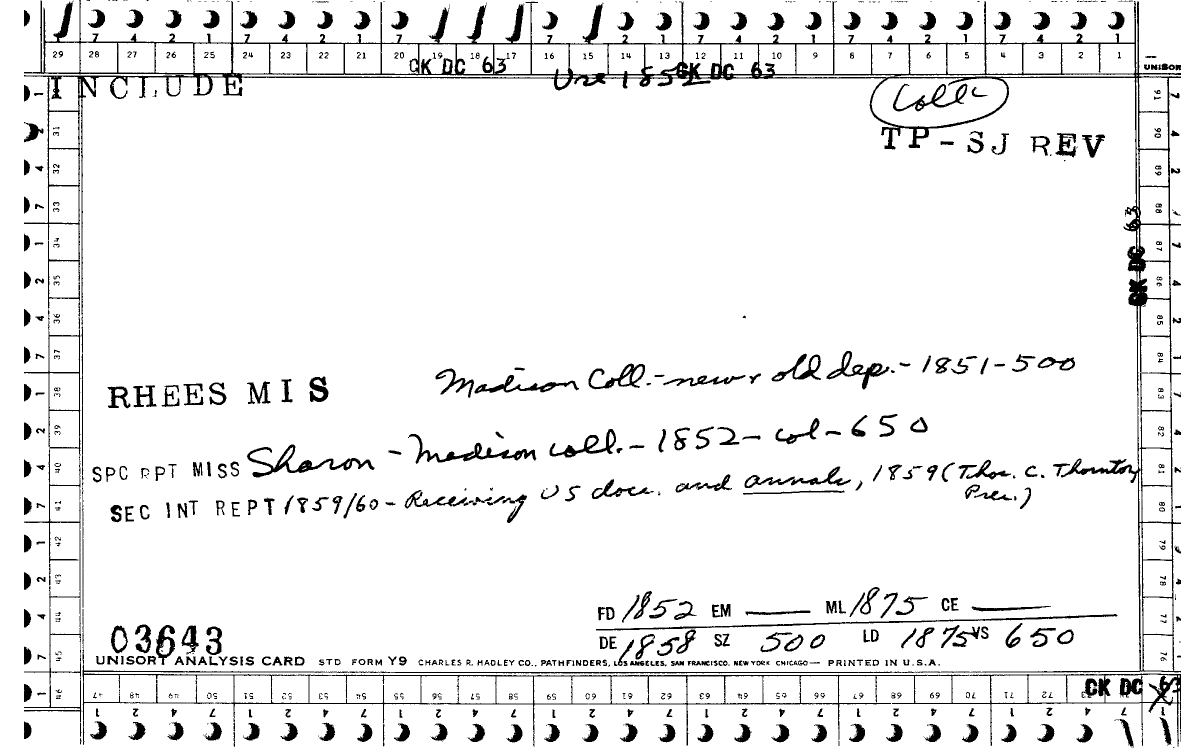 7 4 2 1 7 4 2 1 7 4 2 1 7 4 2 1 7 4 2 1 7 4 2 1 7 4 2 1
29 28 27 26 25 24 23 22 21 20 19 18 17 16 15 14 13 12 11 10 9 8 7 6 5 4 3 2 1
CK DC 63 Use 1852 CK DC 63
UNISOR
INCLUDE
Colle
TP-SJ REV
CK DC 63
RHEES MIS Madison Coll.-new & old dep.-1851-500
SPC RPT MISS Sharon - Madison coll. - 1852 - col - 650
SEC INT REPT 1859/60 - Receiving US docs. and annals, 1859 (Thos. C. Thornton,
Pres.)
FD 1852 EM — ML 1875 CE —
03643 DE 1858 SZ 500 LD 1875 VS 650
UNISORT ANALYSIS CARD STD FORM Y9 CHARLES R. HADLEY CO., PATHFINDERS, LOS ANGELES, SAN FRANCISCO, NEW YORK CHICAGO— PRINTED IN U.S.A.
31 32 33 34 35 36 37 38 39 40 41 42 43 44 45 46
91 90 89 88 87 86 85 84 83 82 81 80 79 78 77 76
47 48 49 50 51 52 53 54 55 56 57 58 59 60 61 62 63 64 65 66 67 68 69 70 71 72
CK DC 63
1 2 4 7 1 2 4 7 1 2 4 7 1 2 4 7 1 2 4 7 1 2 4 7 1 2 4 7